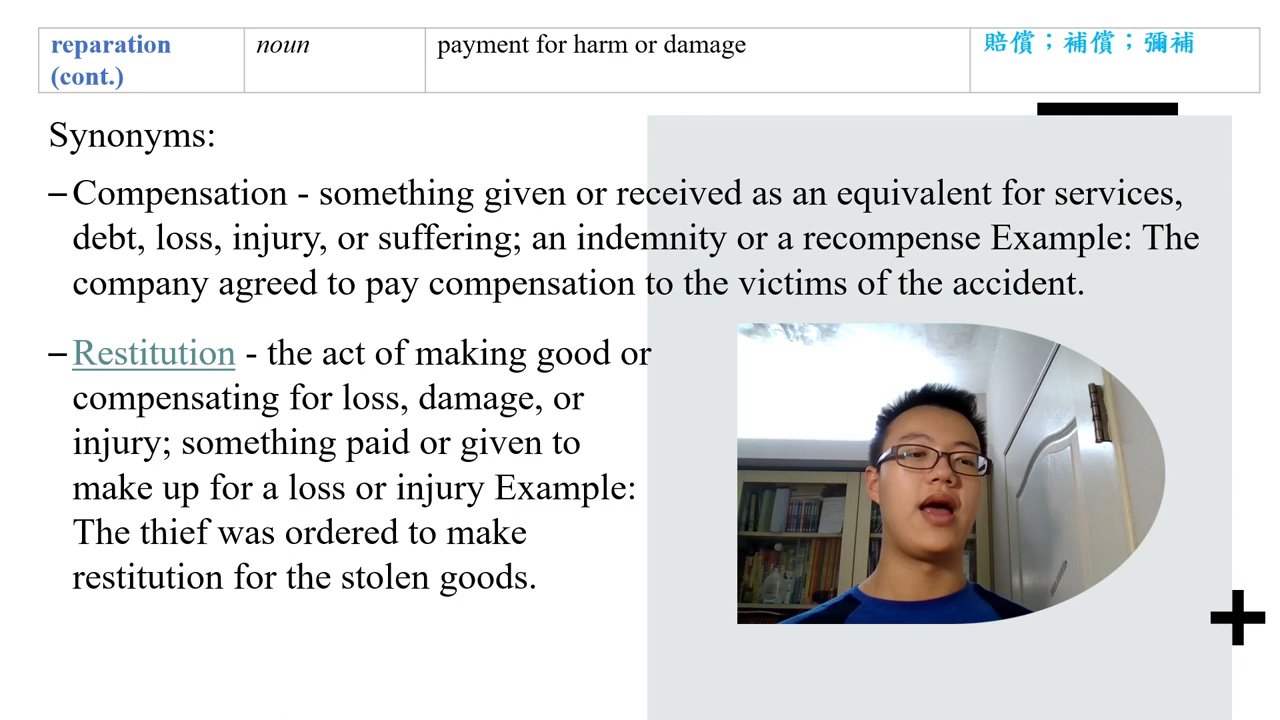 reparation (cont.) noun payment for harm or damage 賠償；補償；彌補
Synonyms:
– Compensation - something given or received as an equivalent for services,
debt, loss, injury, or suffering; an indemnity or a recompense Example: The
company agreed to pay compensation to the victims of the accident.
– Restitution - the act of making good or
compensating for loss, damage, or
injury; something paid or given to
make up for a loss or injury Example:
The thief was ordered to make
restitution for the stolen goods.